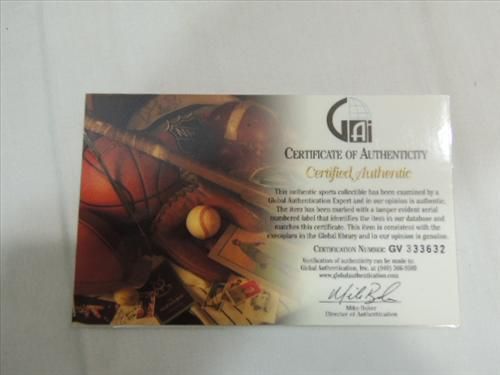 GAi
CERTIFICATE OF AUTHENTICITY
Certified Authentic
This authentic sports collectible has been examined by a
Global Authentication Expert and in our opinion is authentic.
The item has been marked with a tamper evident serial
numbered label that identifies the item in our database and
matches this certificate. This item is consistent with the
exemplars in the Global library and in our opinion is genuine.
CERTIFICATION NUMBER: GV 333632
Verification of authenticity can be made to:
Global Authentication, Inc. at
www.globalauthentication.com
Mike Baker
Director of Authentication